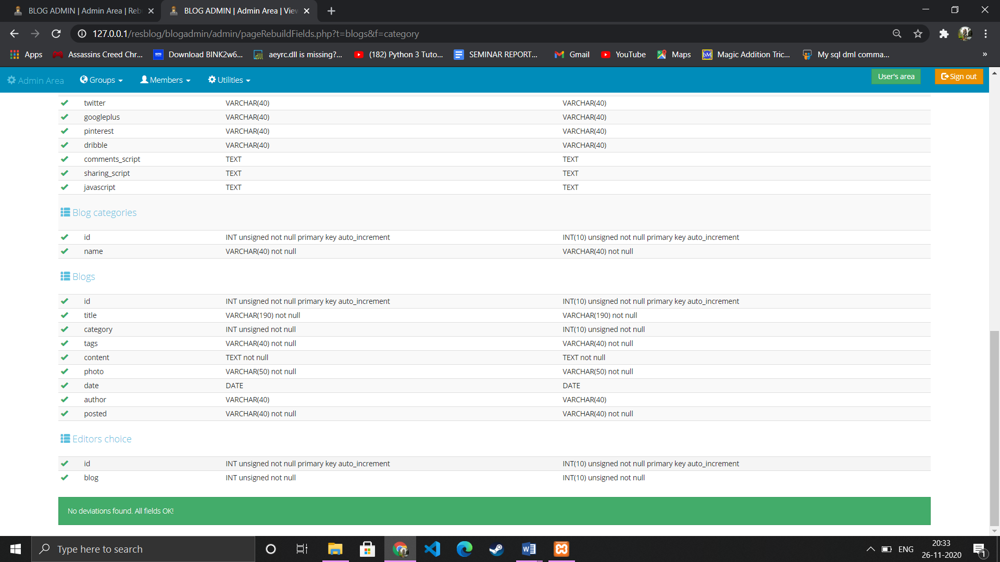 BLOG ADMIN | Admin Area | Reb
BLOG ADMIN | Admin Area | View
127.0.0.1/resblog/blogadmin/admin/pageRebuildFields.php?t=blogs&f=category
Apps Assassins Creed Chr... Download BINK2w6... aeyrc.dll is missing?... (182) Python 3 Tuto... SEMINAR REPORT... Gmail YouTube Maps Magic Addition Tric... My sql dml comma... »
Admin Area Groups Members Utilities User's area Sign out
twitter VARCHAR(40) VARCHAR(40)
googleplus VARCHAR(40) VARCHAR(40)
pinterest VARCHAR(40) VARCHAR(40)
dribble VARCHAR(40) VARCHAR(40)
comments_script TEXT TEXT
sharing_script TEXT TEXT
javascript TEXT TEXT
Blog categories
id INT unsigned not null primary key auto_increment INT(10) unsigned not null primary key auto_increment
name VARCHAR(40) not null VARCHAR(40) not null
Blogs
id INT unsigned not null primary key auto_increment INT(10) unsigned not null primary key auto_increment
title VARCHAR(190) not null VARCHAR(190) not null
category INT unsigned not null INT(10) unsigned not null
tags VARCHAR(40) not null VARCHAR(40) not null
content TEXT not null TEXT not null
photo VARCHAR(50) not null VARCHAR(50) not null
date DATE DATE
author VARCHAR(40) VARCHAR(40)
posted VARCHAR(40) not null VARCHAR(40) not null
Editors choice
id INT unsigned not null primary key auto_increment INT(10) unsigned not null primary key auto_increment
blog INT unsigned not null INT(10) unsigned not null
No deviations found. All fields OK!
Type here to search
ENG
20:33
26-11-2020
1